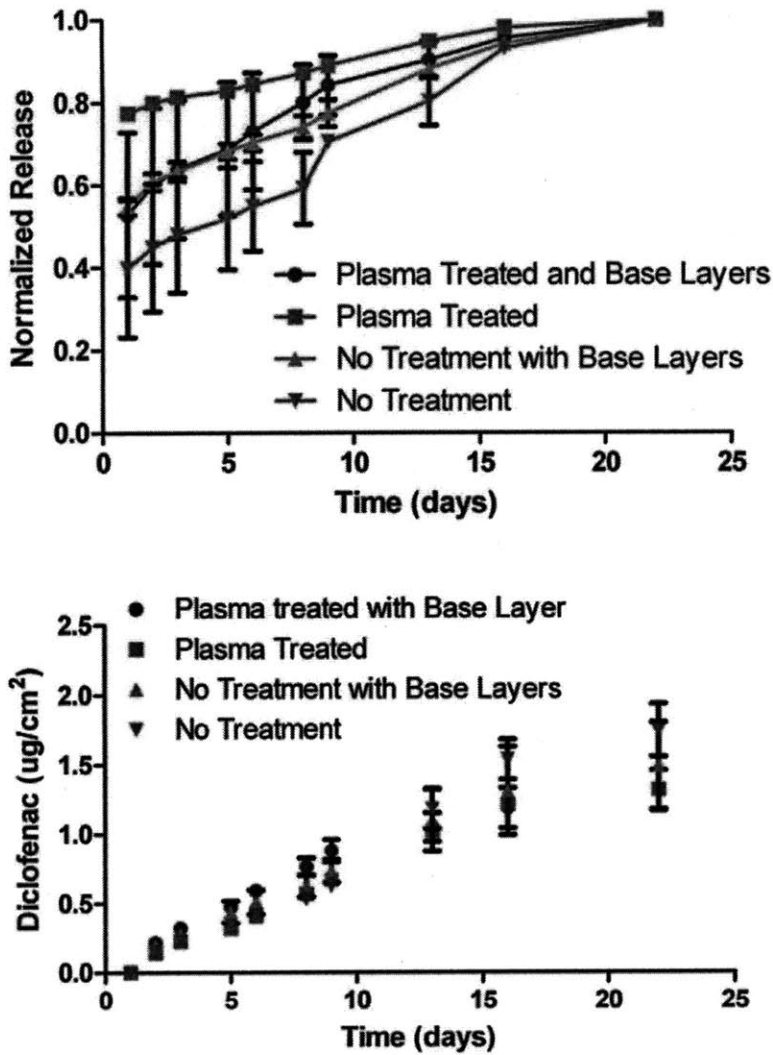 1.0
0.8
0.6
0.4
0.2
0.0
Normalized Release
Plasma Treated and Base Layers
Plasma Treated
No Treatment with Base Layers
No Treatment
0 5 10 15 20 25
Time (days)
Plasma treated with Base Layer
Plasma Treated
No Treatment with Base Layers
No Treatment
2.5
2.0
1.5
1.0
0.5
0.0
Diclofenac (ug/cm²)
0 5 10 15 20 25
Time (days)